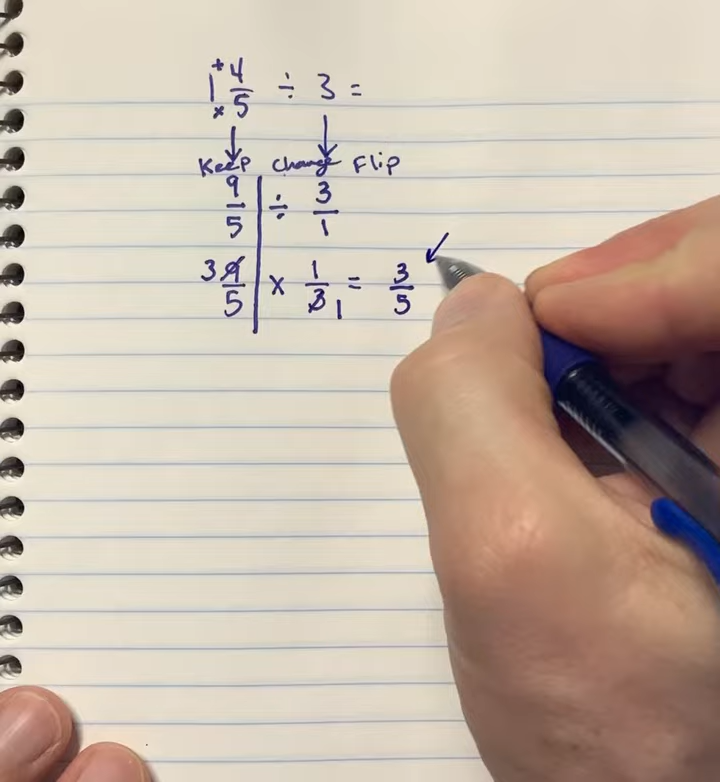 1 + × 4/5 ÷ 3 =
Keep change Flip
9/5 ÷ 3/1
3 9/5 × 1/3 1 = 3/5